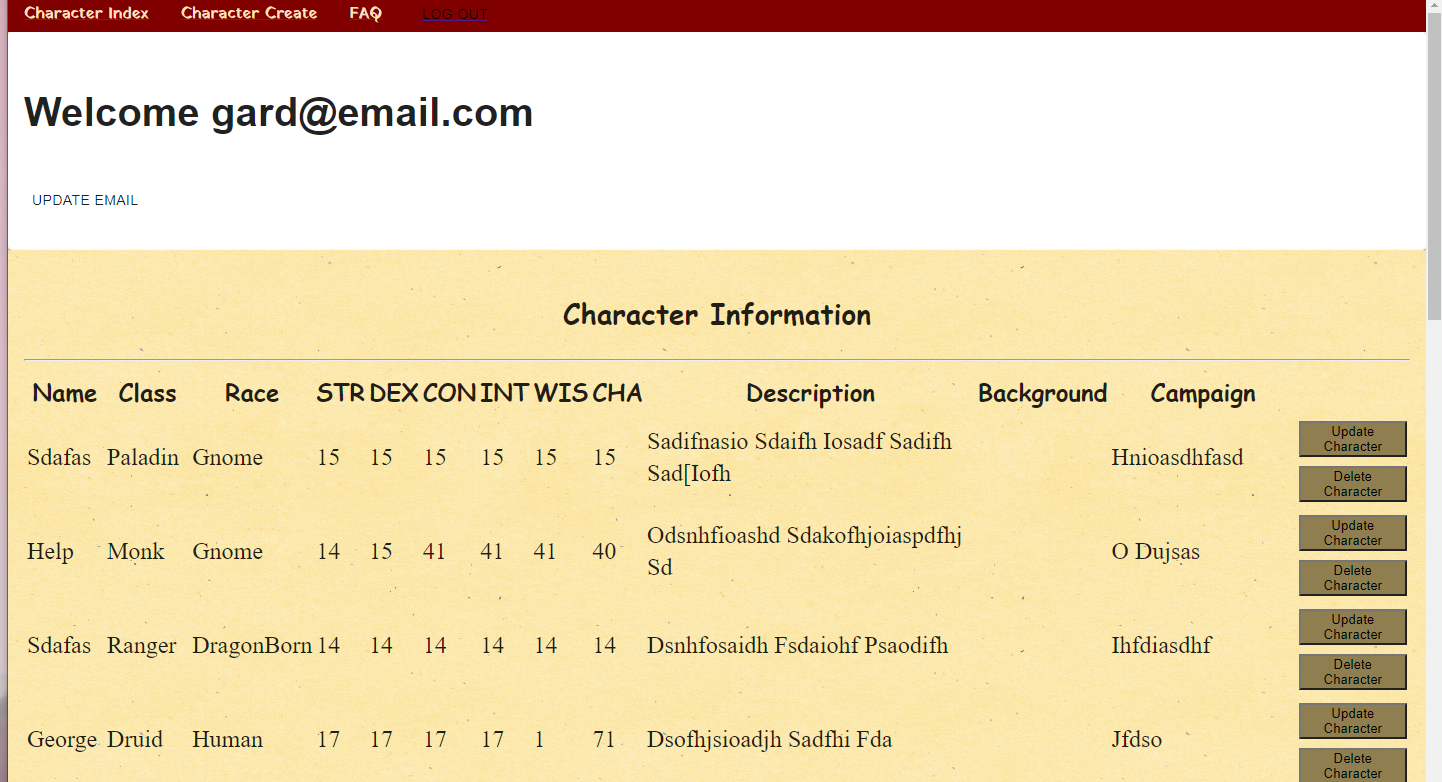 Character Index Character Create FAQ LOG OUT
Welcome gard@email.com
UPDATE EMAIL
Character Information
Name Class Race STR DEX CON INT WIS CHA Description Background Campaign
Sdafas Paladin Gnome 15 15 15 15 15 15 Sadifnasio Sdaifh Iosadf Sadifh
Sad[Iofh
Hnioasdhfasd
Update
Character
Delete
Character
Help Monk Gnome 14 15 41 41 41 40 Odsnhfioashd Sdakofhjoiaspdfhj
Sd
O Dujsas
Update
Character
Delete
Character
Sdafas Ranger DragonBorn 14 14 14 14 14 14 Dsnhfosaidh Fsdaiohf Psaodifh Ihfdiasdhf
Update
Character
Delete
Character
George Druid Human 17 17 17 17 1 71 Dsofhjsioadjh Sadfhi Fda Jfdso
Update
Character
Delete
Character